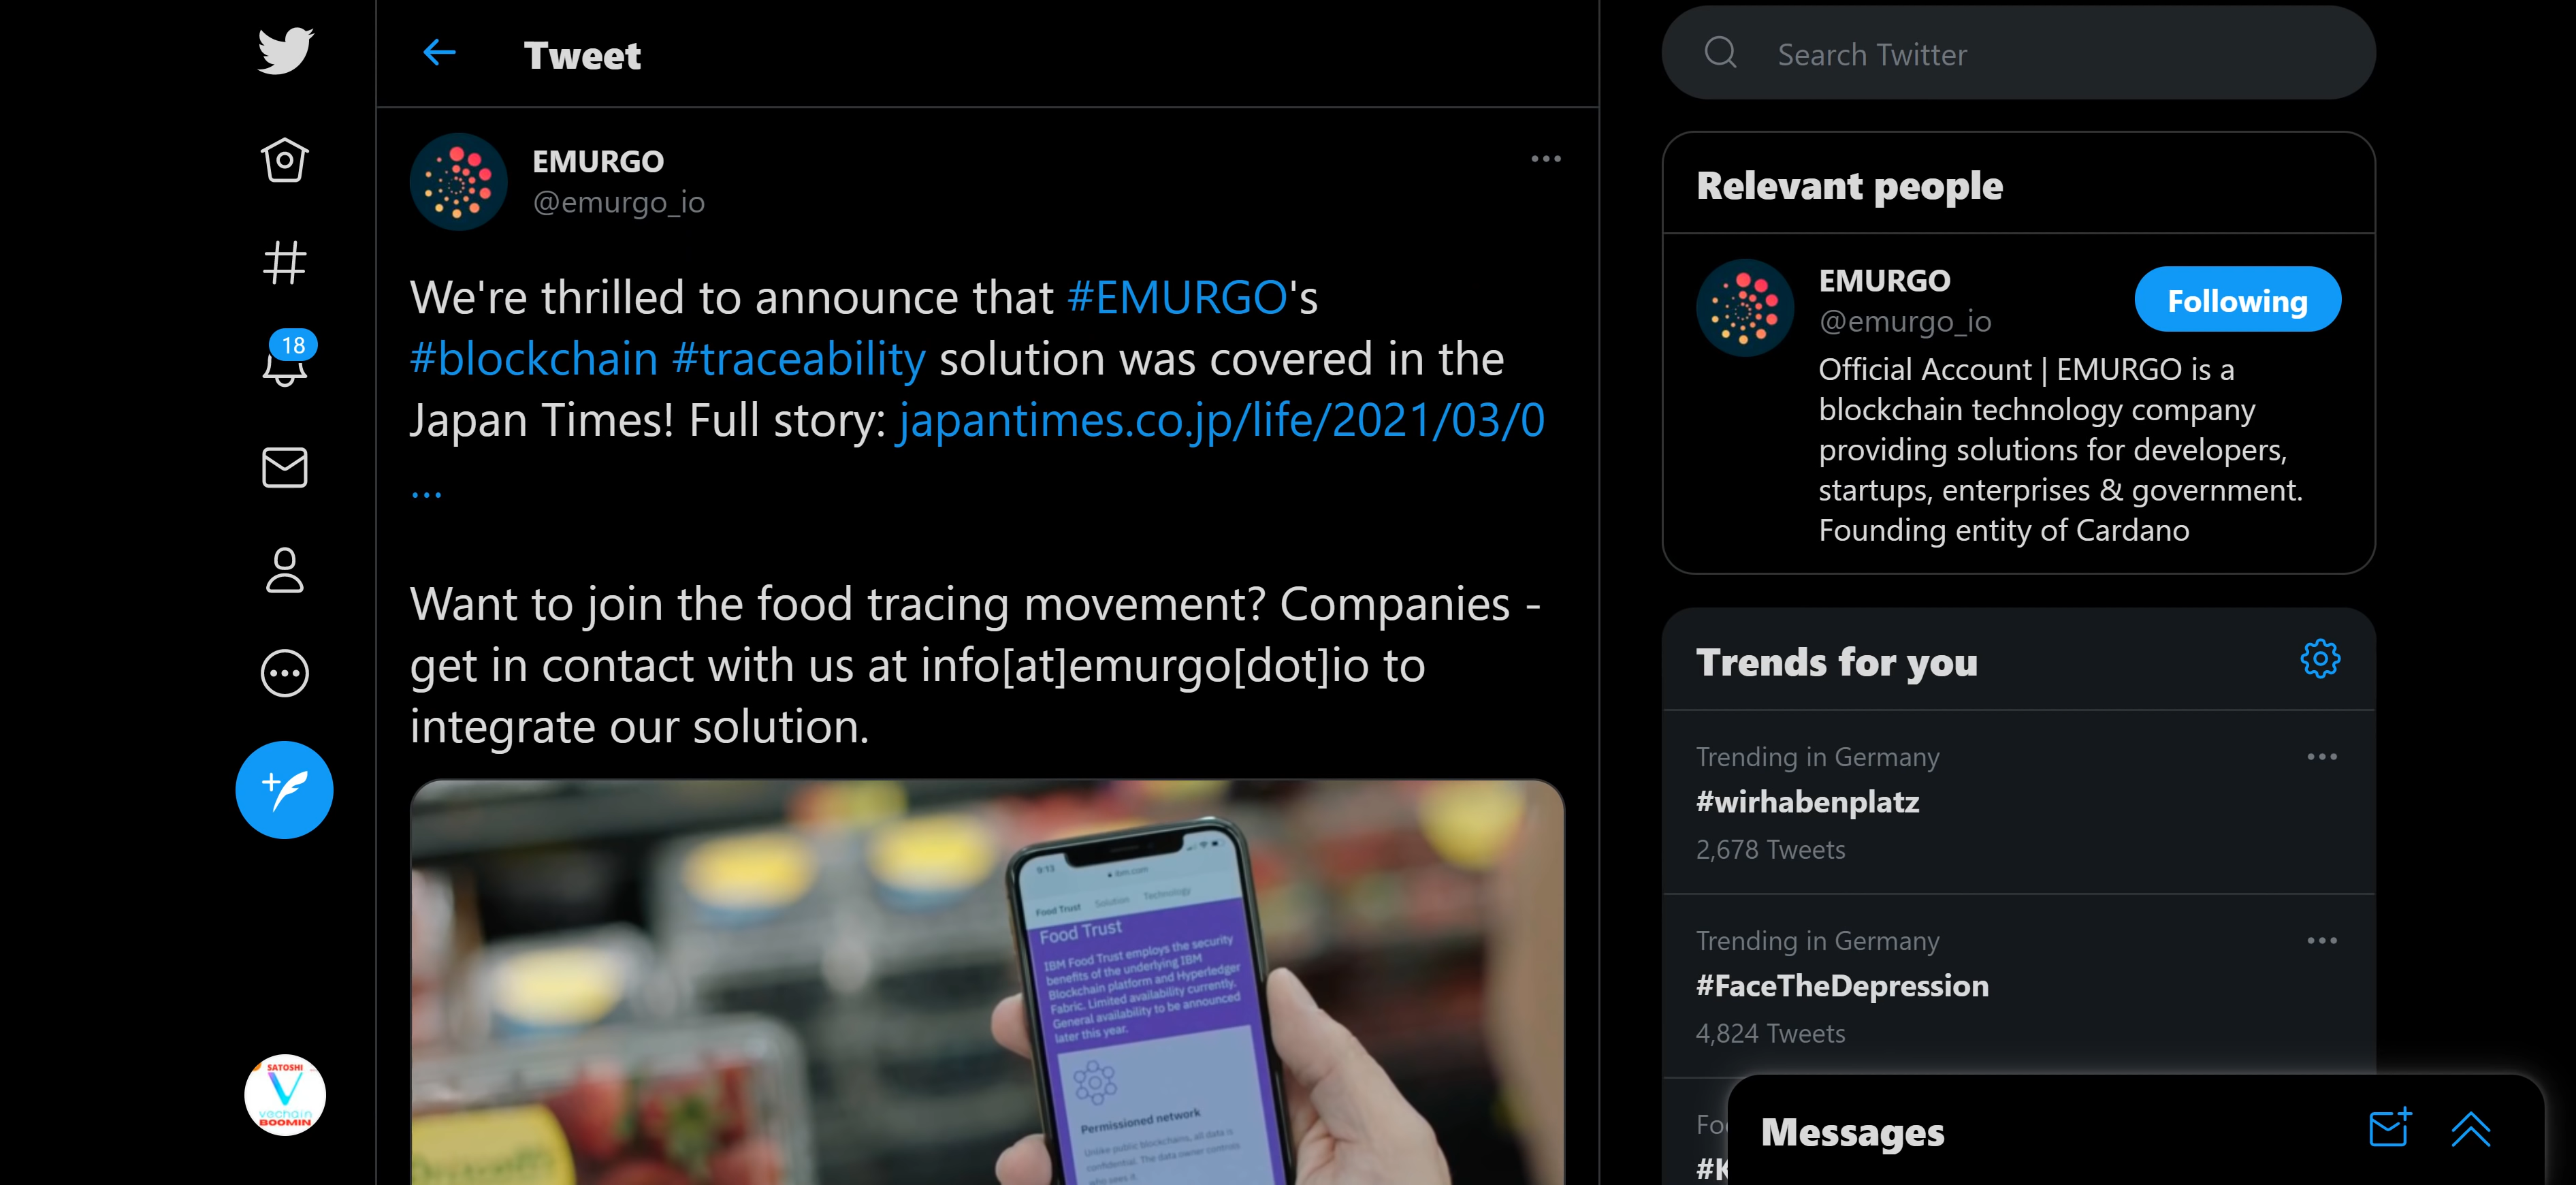 Tweet
EMURGO
@emurgo_io
We're thrilled to announce that #EMURGO's
#blockchain #traceability solution was covered in the
Japan Times! Full story: japantimes.co.jp/life/2021/03/0
...
Want to join the food tracing movement? Companies -
get in contact with us at info[at]emurgo[dot]io to
integrate our solution.
9:13
ibm.com
Food Trust Solution Technology
Food Trust
IBM Food Trust employs the security
benefits of the underlying IBM
Blockchain platform and Hyperledger
Fabric. Limited availability currently.
General availability to be announced
later this year.
Permissioned network
Unlike public blockchains, all data is
confidential. The data owner controls
who sees it.
18
SATOSHI
vechain
BOOMIN
Search Twitter
Relevant people
EMURGO
@emurgo_io
Following
Official Account | EMURGO is a
blockchain technology company
providing solutions for developers,
startups, enterprises & government.
Founding entity of Cardano
Trends for you
Trending in Germany
#wirhabenplatz
2,678 Tweets
Trending in Germany
#FaceTheDepression
4,824 Tweets
Messages